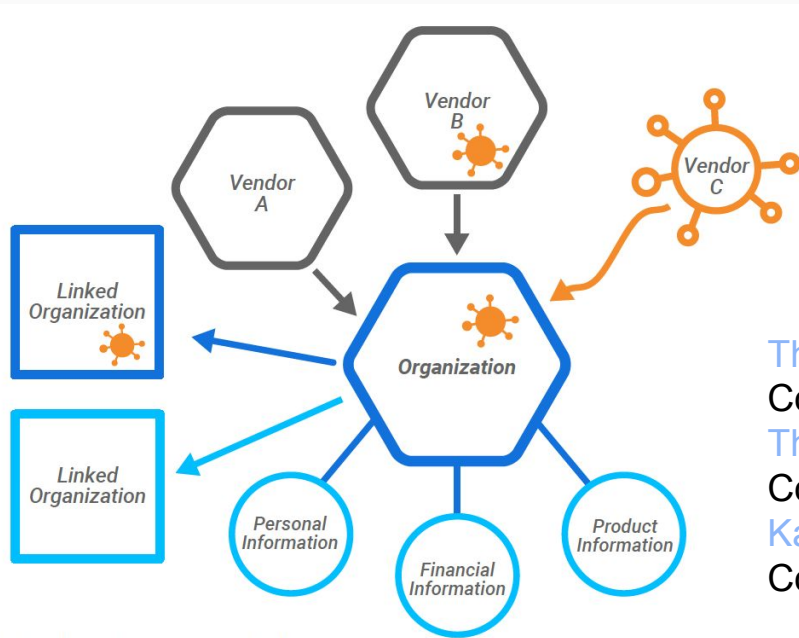 Vendor
B
Vendor
A
Vendor
C
Linked
Organization
Organization
Linked
Organization
Personal
Information
Financial
Information
Product
Information